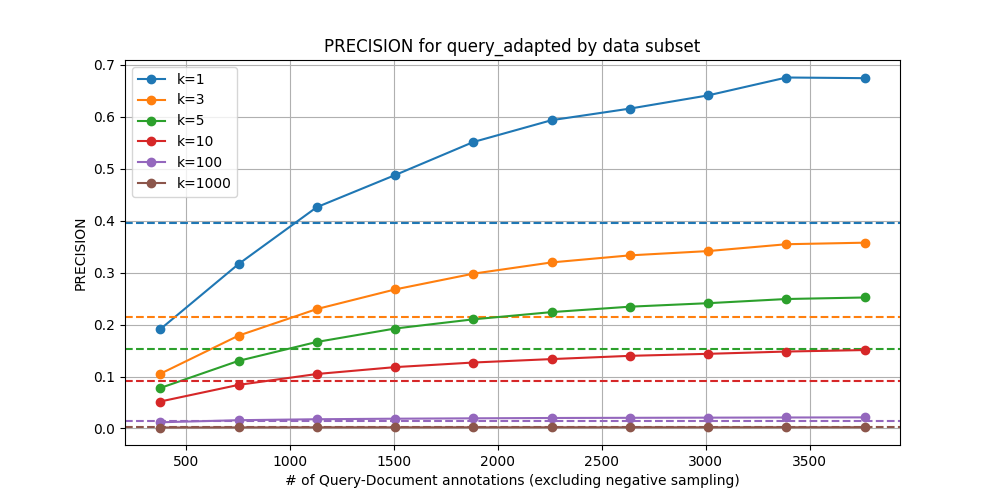 PRECISION for query_adapted by data subset
PRECISION
0.7
0.6
0.5
0.4
0.3
0.2
0.1
0.0
k=1
k=3
k=5
k=10
k=100
k=1000
500 1000 1500 2000 2500 3000 3500
# of Query-Document annotations (excluding negative sampling)